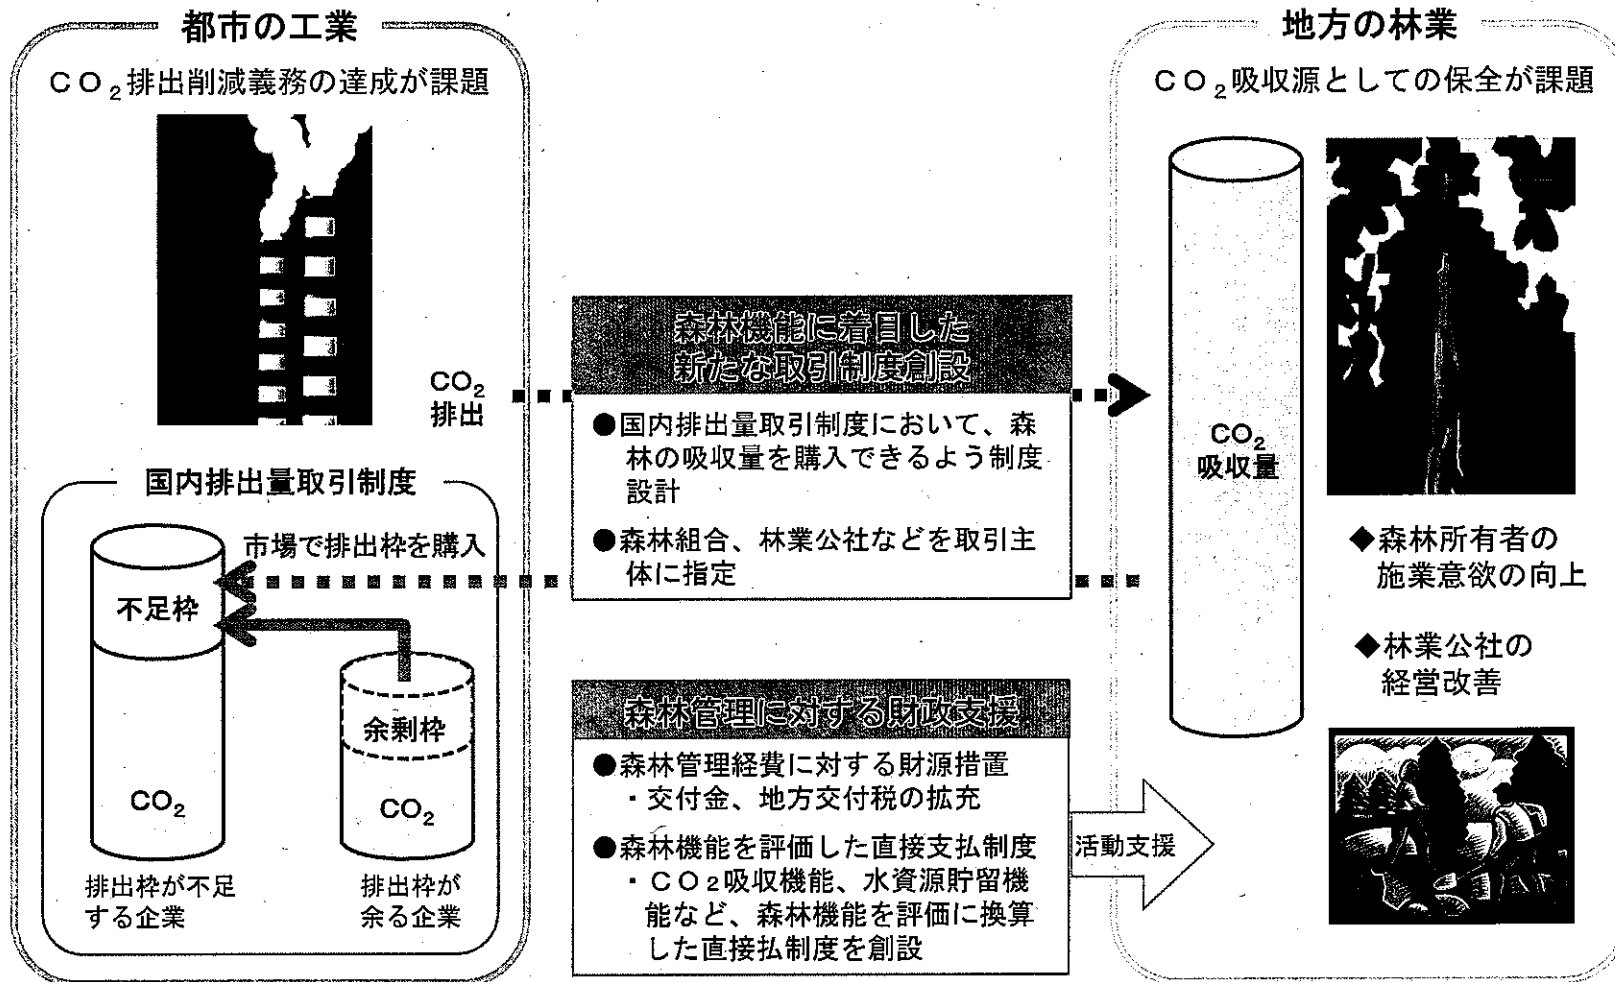 都市の工業
CO₂排出削減義務の達成が課題
CO₂
排出
国内排出量取引制度
市場で排出枠を購入
不足枠
余剰枠
CO₂
CO₂
排出枠が不足
する企業
排出枠が
余る企業
森林機能に着目した
新たな取引制度創設
●国内排出量取引制度において、森
林の吸収量を購入できるよう制度
設計
●森林組合、林業公社などを取引主
体に指定
森林管理に対する財政支援
●森林管理経費に対する財源措置
・交付金、地方交付税の拡充
●森林機能を評価した直接支払制度
・CO₂吸収機能、水資源貯留機
能など、森林機能を評価に換算
した直接払制度を創設
活動支援
地方の林業
CO₂吸収源としての保全が課題
CO₂
吸収量
◆森林所有者の
施業意欲の向上
◆林業公社の
経営改善